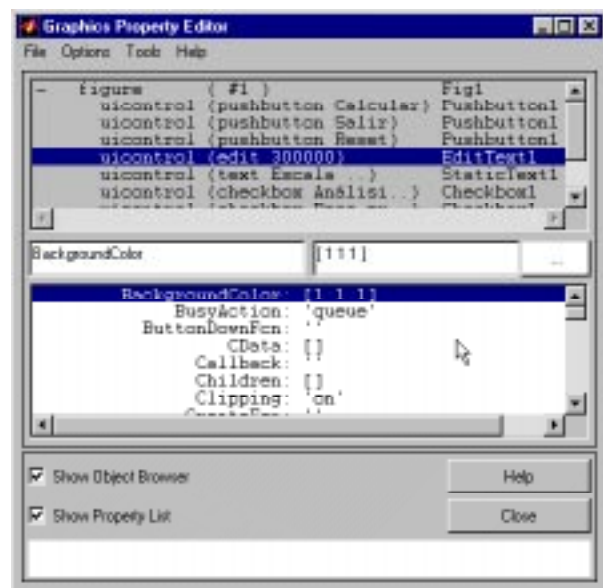 Graphics Property Editor
File Options Tools Help
- figure ( #1 ) Fig1
uicontrol (pushbutton Calcular) Pushbutton1
uicontrol (pushbutton Salir) Pushbutton1
uicontrol (pushbutton Reset) Pushbutton1
uicontrol (edit 300000) EditText1
uicontrol (text Escala ..) StaticText1
uicontrol (checkbox Análisi..) Checkbox1
BackgroundColor [1 1 1] ...
BackgroundColor: [1 1 1]
BusyAction: 'queue'
ButtonDownFcn: ''
CData: []
Callback: ''
Children: []
Clipping: 'on'
Show Object Browser Help
Show Property List Close